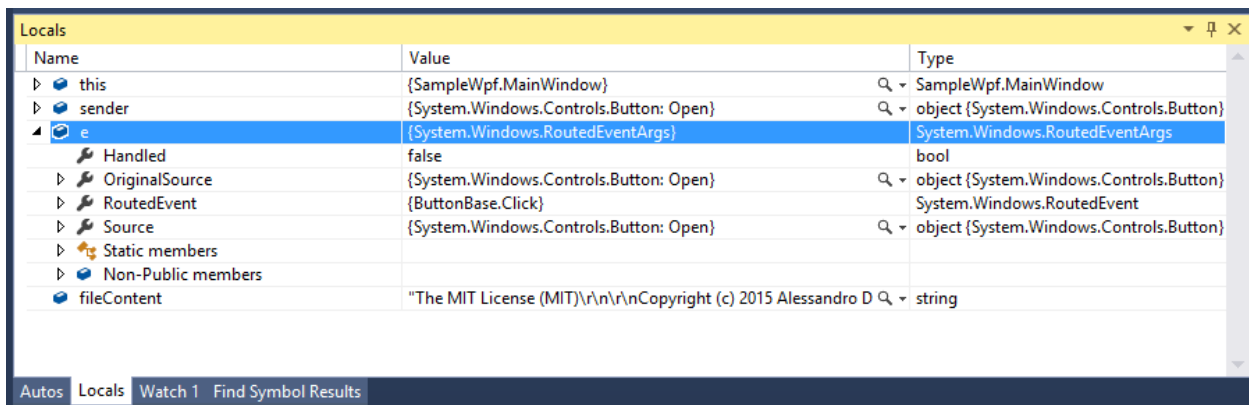 Locals
Name Value Type
this {SampleWpf.MainWindow} SampleWpf.MainWindow
sender {System.Windows.Controls.Button: Open} object {System.Windows.Controls.Button}
e {System.Windows.RoutedEventArgs} System.Windows.RoutedEventArgs
Handled false bool
OriginalSource {System.Windows.Controls.Button: Open} object {System.Windows.Controls.Button}
RoutedEvent {ButtonBase.Click} System.Windows.RoutedEvent
Source {System.Windows.Controls.Button: Open} object {System.Windows.Controls.Button}
Static members
Non-Public members
fileContent "The MIT License (MIT)\r\n\r\nCopyright (c) 2015 Alessandro D string
Autos Locals Watch 1 Find Symbol Results